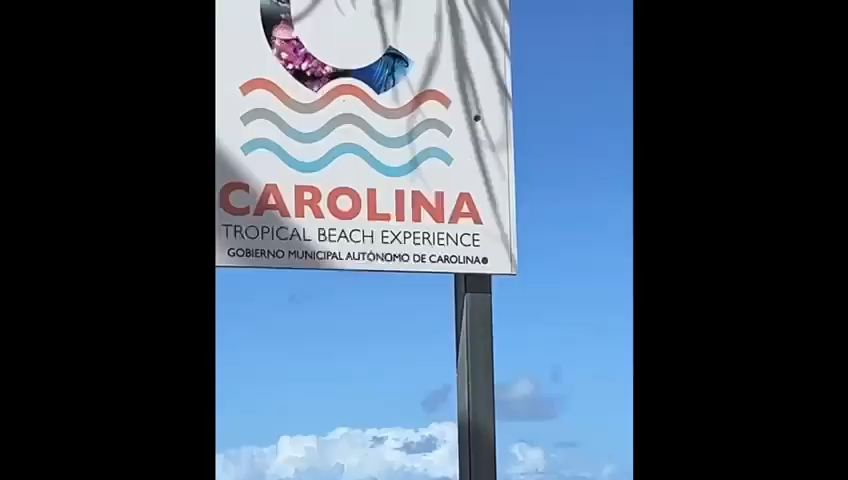 CAROLINA
TROPICAL BEACH EXPERIENCE
GOBIERNO MUNICIPAL AUTÓNOMO DE CAROLINA